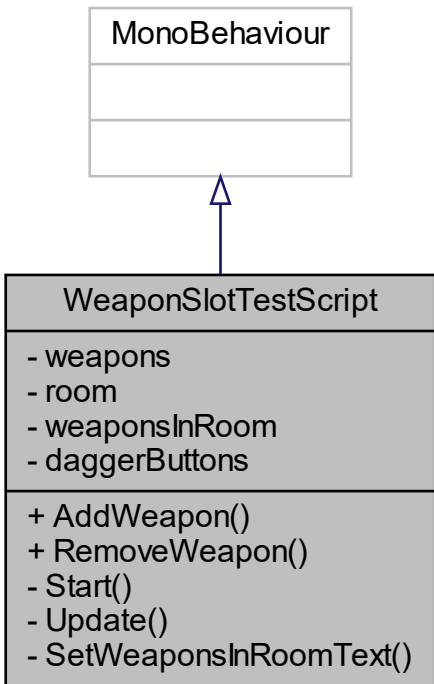 MonoBehaviour
WeaponSlotTestScript
- weapons
- room
- weaponsInRoom
- daggerButtons
+ AddWeapon()
+ RemoveWeapon()
- Start()
- Update()
- SetWeaponsInRoomText()